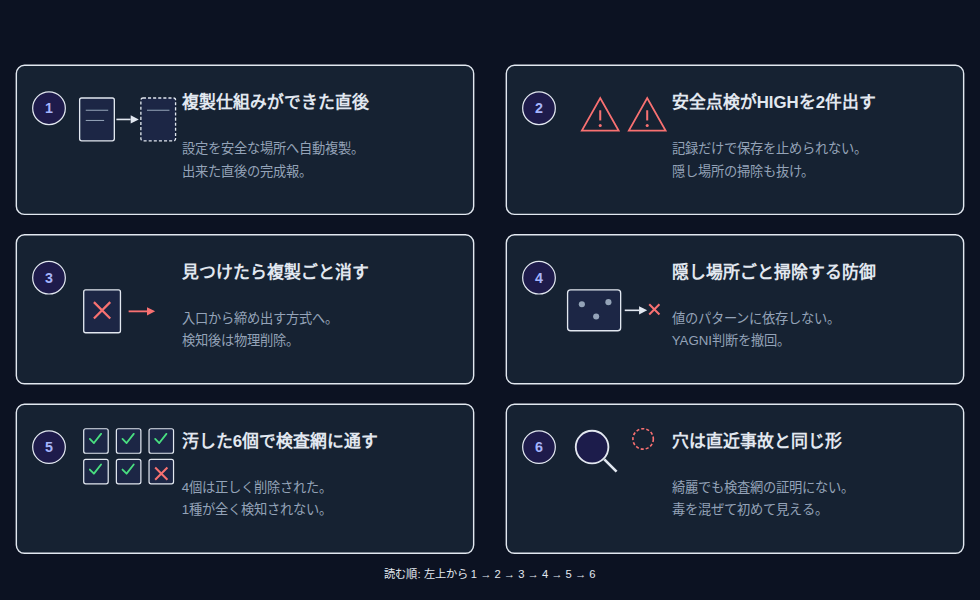 1
複製仕組みができた直後
設定を安全な場所へ自動複製。
出来た直後の完成報。
2
安全点検がHIGHを2件出す
記録だけで保存を止められない。
隠し場所の掃除も抜け。
3
見つけたら複製ごと消す
入口から締め出す方式へ。
検知後は物理削除。
4
隠し場所ごと掃除する防御
値のパターンに依存しない。
YAGNI判断を撤回。
5
汚した6個で検査網に通す
4個は正しく削除された。
1種が全く検知されない。
6
穴は直近事故と同じ形
綺麗でも検査網の証明にない。
毒を混ぜて初めて見える。
読む順: 左上から 1 → 2 → 3 → 4 → 5 → 6